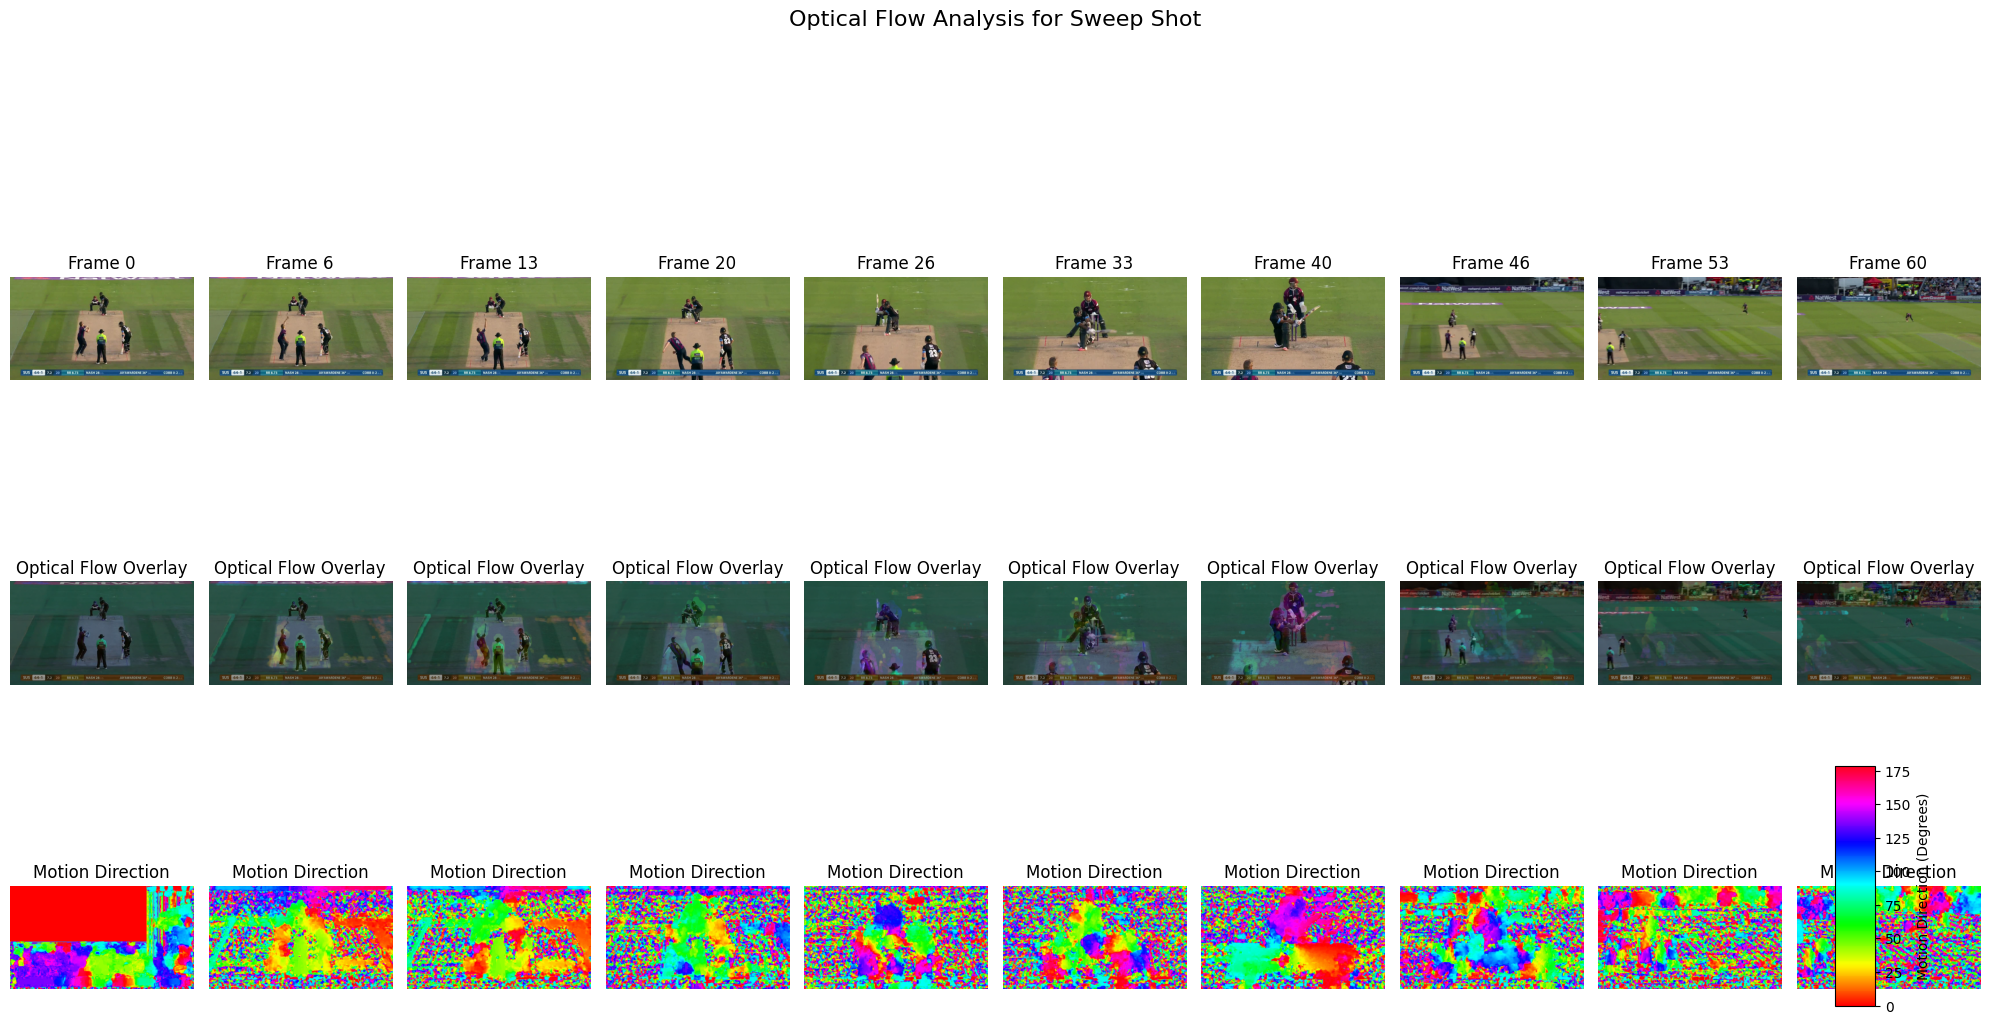 Optical Flow Analysis for Sweep Shot
Frame 0 Frame 6 Frame 13 Frame 20 Frame 26 Frame 33 Frame 40 Frame 46 Frame 53 Frame 60
Optical Flow Overlay Optical Flow Overlay Optical Flow Overlay Optical Flow Overlay Optical Flow Overlay Optical Flow Overlay Optical Flow Overlay Optical Flow Overlay Optical Flow Overlay Optical Flow Overlay
Motion Direction Motion Direction Motion Direction Motion Direction Motion Direction Motion Direction Motion Direction Motion Direction Motion Direction Motion Direction
175
150
125
100
75
50
25
0
Motion Direction (Degrees)